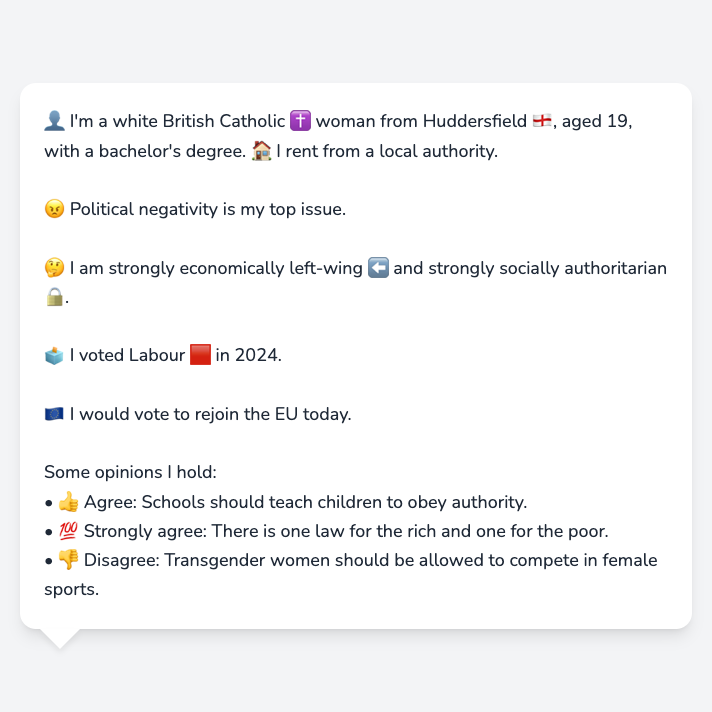 👤 I'm a white British Catholic ✝️ woman from Huddersfield 🏴󠁧󠁢󠁥󠁮󠁧󠁿, aged 19,
with a bachelor's degree. 🏠 I rent from a local authority.
😠 Political negativity is my top issue.
🤔 I am strongly economically left-wing ⬅️ and strongly socially authoritarian
🔒.
🗳️ I voted Labour 🟥 in 2024.
🇪🇺 I would vote to rejoin the EU today.
Some opinions I hold:
• 👍 Agree: Schools should teach children to obey authority.
• 💯 Strongly agree: There is one law for the rich and one for the poor.
• 👎 Disagree: Transgender women should be allowed to compete in female
sports.